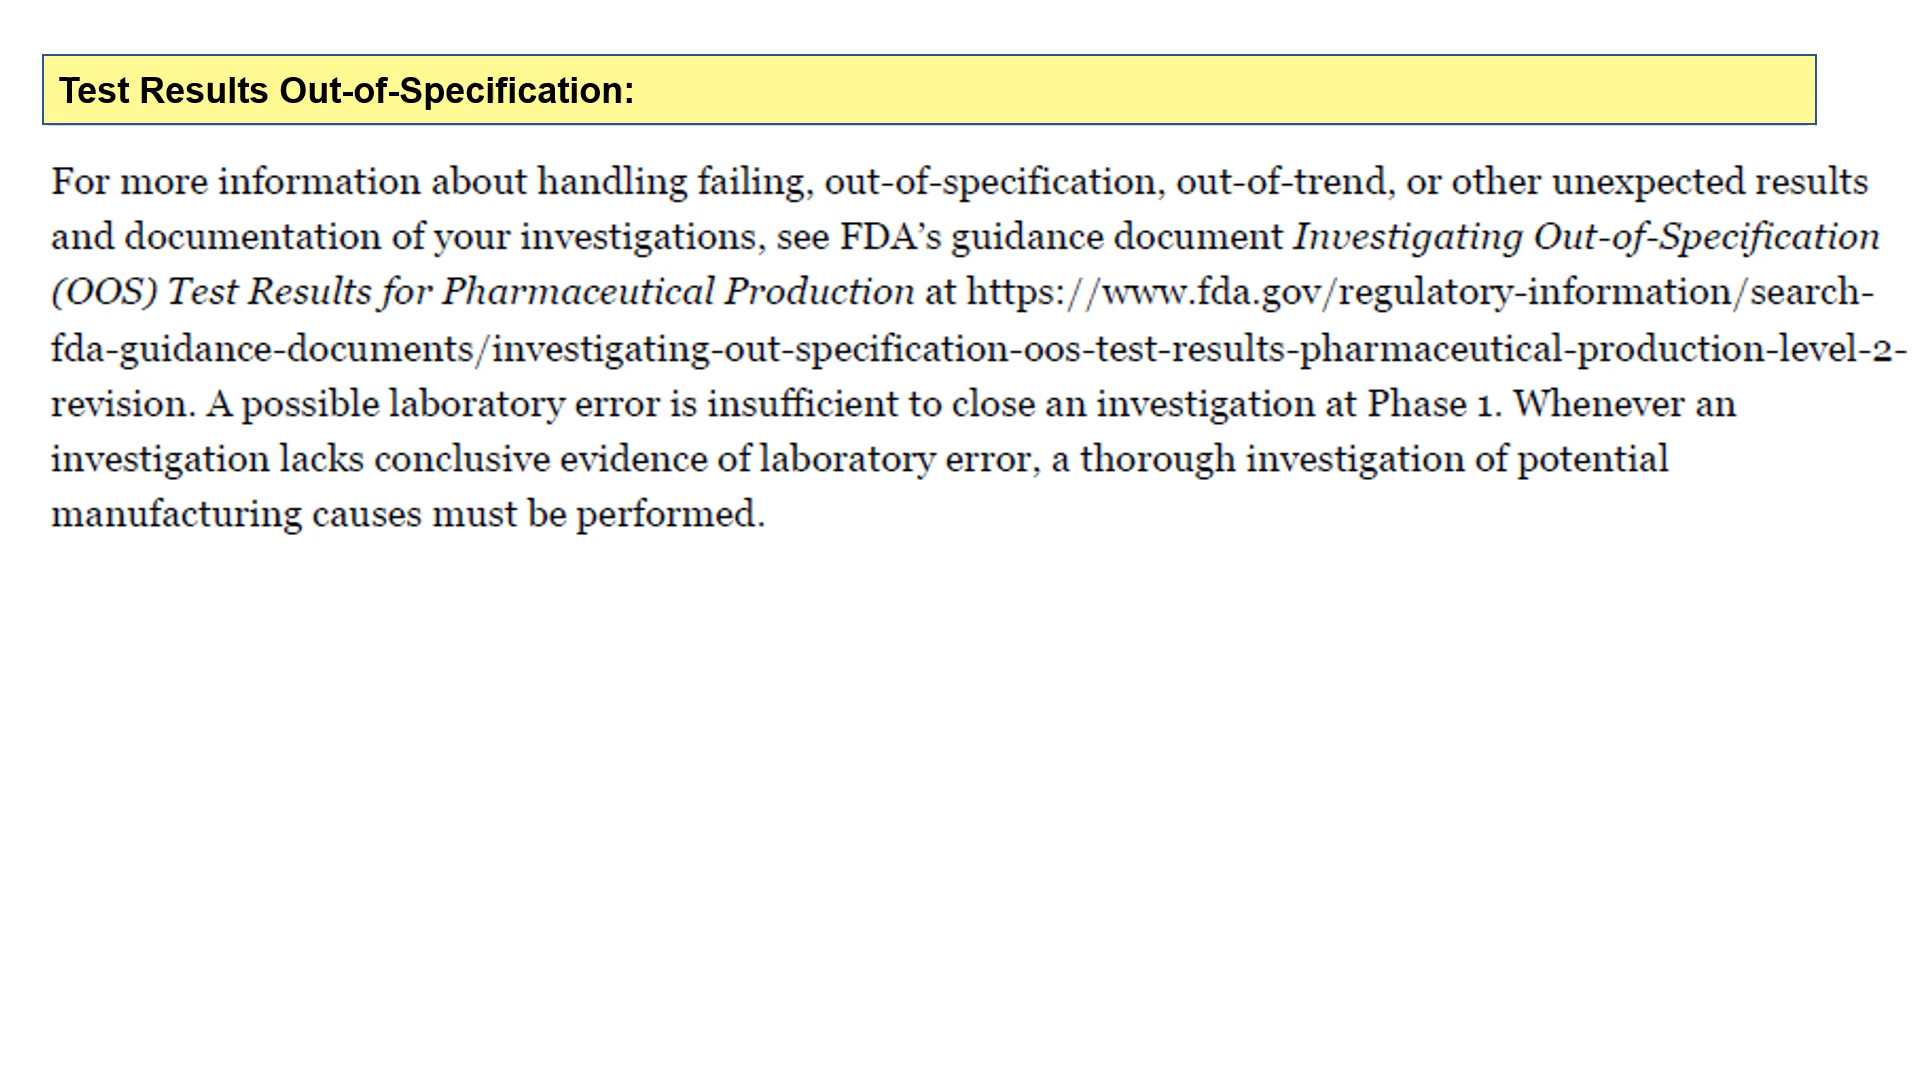 Test Results Out-of-Specification:
For more information about handling failing, out-of-specification, out-of-trend, or other unexpected results
and documentation of your investigations, see FDA’s guidance document Investigating Out-of-Specification
(OOS) Test Results for Pharmaceutical Production at https://www.fda.gov/regulatory-information/search-
fda-guidance-documents/investigating-out-specification-oos-test-results-pharmaceutical-production-level-2-
revision. A possible laboratory error is insufficient to close an investigation at Phase 1. Whenever an
investigation lacks conclusive evidence of laboratory error, a thorough investigation of potential
manufacturing causes must be performed.